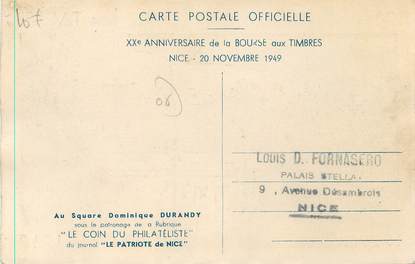 107
CARTE POSTALE OFFICIELLE
XXe ANNIVERSAIRE de la BOURSE aux TIMBRES
NICE - 20 NOVEMBRE 1949
06
LOUIS D. FORNASERO
PALAIS STELLA
9, Avenue Désambrois
NICE
Au Square Dominique DURANDY
sous le patronage de a Rubrique
"LE COIN DU PHILATÉLISTE"
du journal "LE PATRIOTE de NICE"